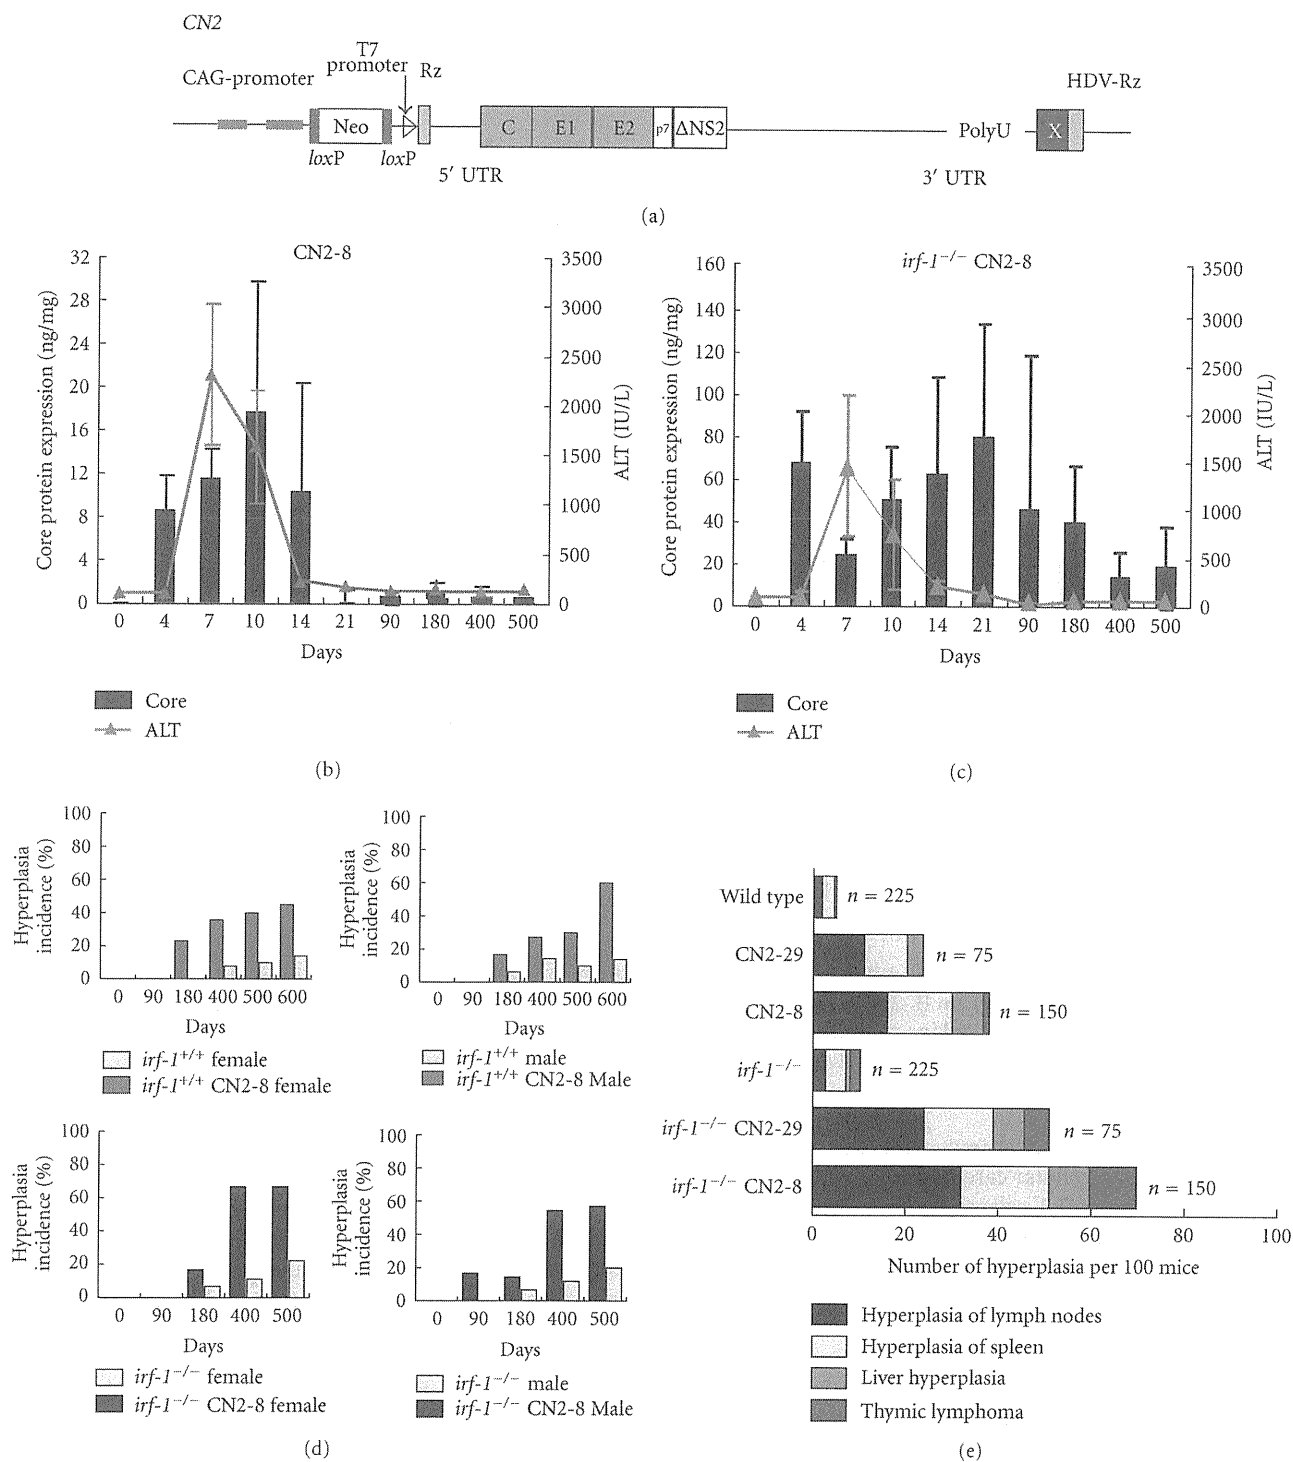 CN2
T7
promoter
Rz
CAG-promoter
HDV-Rz
Neo
C
E1
E2
p7
ΔNS2
PolyU
X
loxP
loxP
5′ UTR
3′ UTR
(a)
CN2-8
32
28
24
20
16
12
8
4
0
Core protein expression (ng/mg)
3500
3000
2500
2000
1500
1000
500
0
ALT (IU/L)
0 4 7 10 14 21 90 180 400 500
Days
Core
ALT
(b)
irf-1−/− CN2-8
160
140
120
100
80
60
40
20
0
Core protein expression (ng/mg)
3500
3000
2500
2000
1500
1000
500
0
ALT (IU/L)
0 4 7 10 14 21 90 180 400 500
Days
Core
ALT
(c)
100
80
60
40
20
0
Hyperplasia
incidence (%)
0 90 180 400 500 600
Days
irf-1+/+ female
irf-1+/+ CN2-8 female
100
80
60
40
20
0
Hyperplasia
incidence (%)
0 90 180 400 500 600
Days
irf-1+/+ male
irf-1+/+ CN2-8 Male
100
80
60
40
20
0
Hyperplasia
incidence (%)
0 90 180 400 500
Days
irf-1−/− female
irf-1−/− CN2-8 female
100
80
60
40
20
0
Hyperplasia
incidence (%)
0 90 180 400 500
Days
irf-1−/− male
irf-1−/− CN2-8 Male
(d)
Wild type n = 225
CN2-29 n = 75
CN2-8 n = 150
irf-1−/− n = 225
irf-1−/− CN2-29 n = 75
irf-1−/− CN2-8 n = 150
0 20 40 60 80 100
Number of hyperplasia per 100 mice
Hyperplasia of lymph nodes
Hyperplasia of spleen
Liver hyperplasia
Thymic lymphoma
(e)